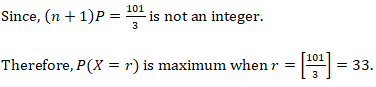 Since, (n + 1)P = 101/3 is not an integer.
Therefore, P(X = r) is maximum when r = [101/3] = 33.